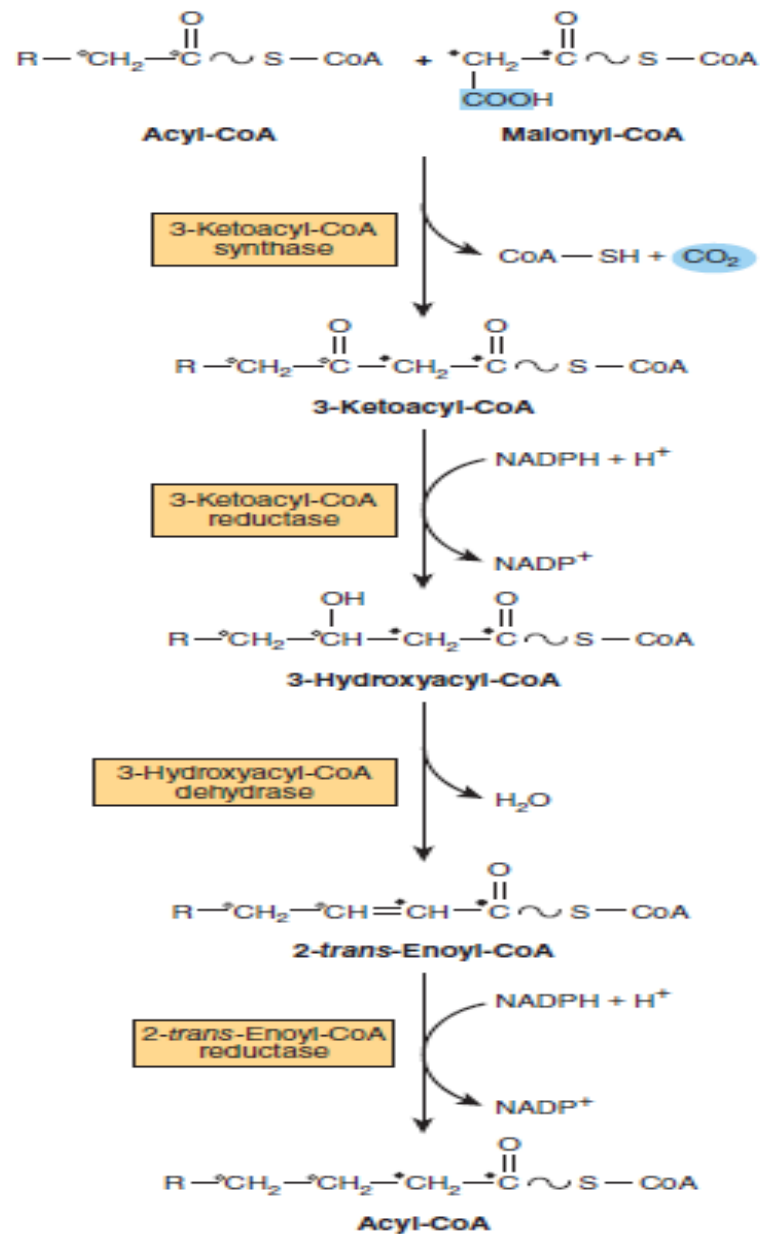 O O
R — °CH₂ — °C ~ S — CoA + •CH₂ — •C ~ S — CoA
COOH
Acyl-CoA Malonyl-CoA
3-Ketoacyl-CoA
synthase
CoA — SH + CO₂
O O
R — °CH₂ — °C — •CH₂ — •C ~ S — CoA
3-Ketoacyl-CoA
NADPH + H⁺
3-Ketoacyl-CoA
reductase
NADP⁺
OH O
R — °CH₂ — °CH — •CH₂ — •C ~ S — CoA
3-Hydroxyacyl-CoA
3-Hydroxyacyl-CoA
dehydrase
H₂O
O
R — °CH₂ — °CH = •CH — •C ~ S — CoA
2-trans-Enoyl-CoA
NADPH + H⁺
2-trans-Enoyl-CoA
reductase
NADP⁺
O
R — °CH₂ — °CH₂ — •CH₂ — •C ~ S — CoA
Acyl-CoA